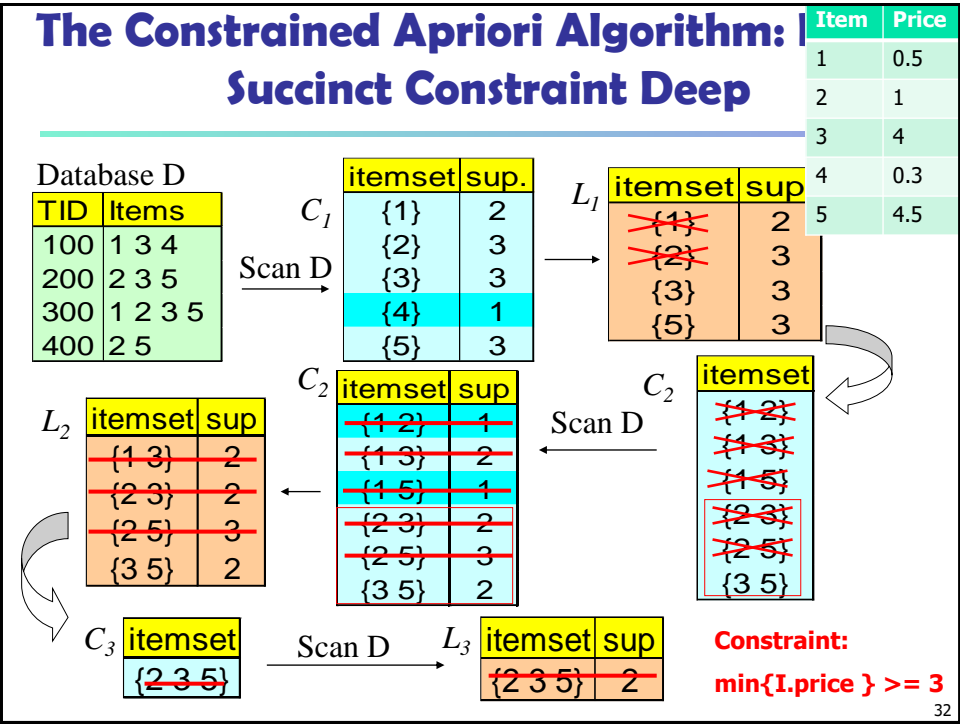 The Constrained Apriori Algorithm:
Succinct Constraint Deep
Item Price
1 0.5
2 1
3 4
4 0.3
5 4.5
Database D
TID Items
100 1 3 4
200 2 3 5
300 1 2 3 5
400 2 5
Scan D
C1
itemset sup.
{1} 2
{2} 3
{3} 3
{4} 1
{5} 3
L1
itemset sup
{1} 2
{2} 3
{3} 3
{5} 3
C2
itemset
{1 2}
{1 3}
{1 5}
{2 3}
{2 5}
{3 5}
Scan D
C2
itemset sup
{1 2} 1
{1 3} 2
{1 5} 1
{2 3} 2
{2 5} 3
{3 5} 2
L2
itemset sup
{1 3} 2
{2 3} 2
{2 5} 3
{3 5} 2
C3
itemset
{2 3 5}
Scan D
L3
itemset sup
{2 3 5} 2
Constraint:
min{I.price } >= 3
32